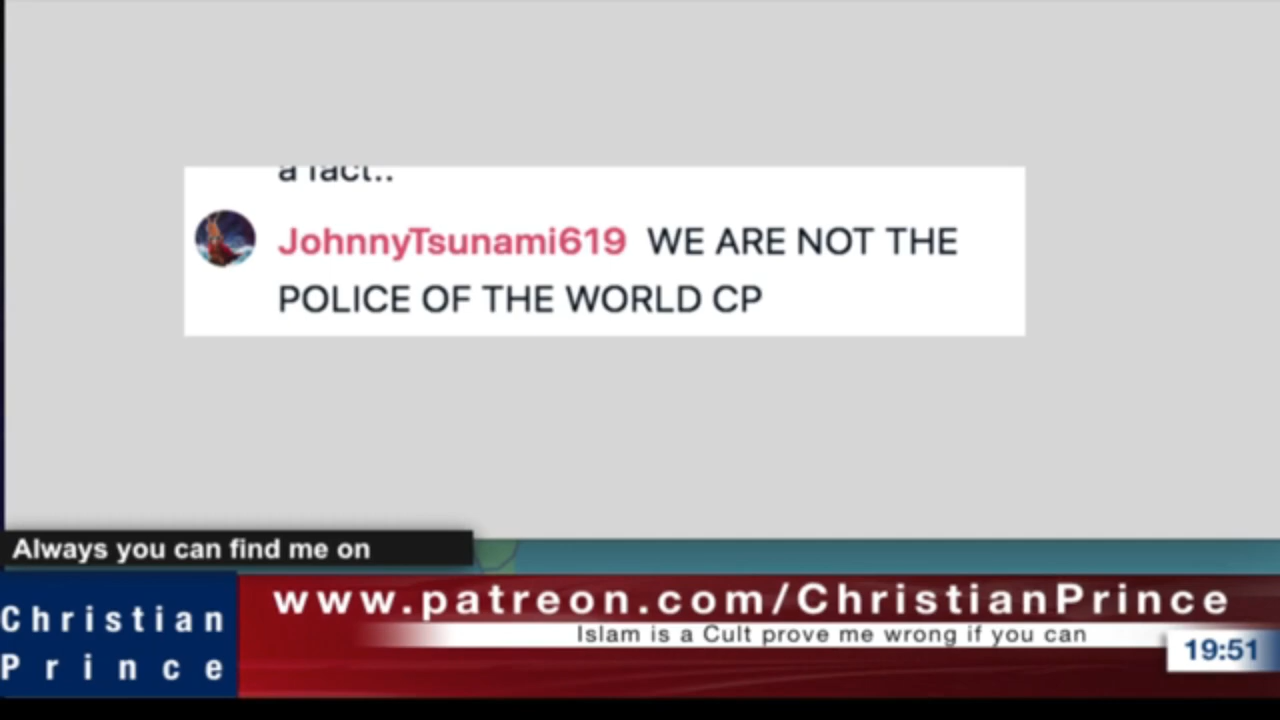 a fact..
JohnnyTsunami619 WE ARE NOT THE
POLICE OF THE WORLD CP
Always you can find me on
Christian
Prince
www.patreon.com/ChristianPrince
Islam is a Cult prove me wrong if you can
19:51